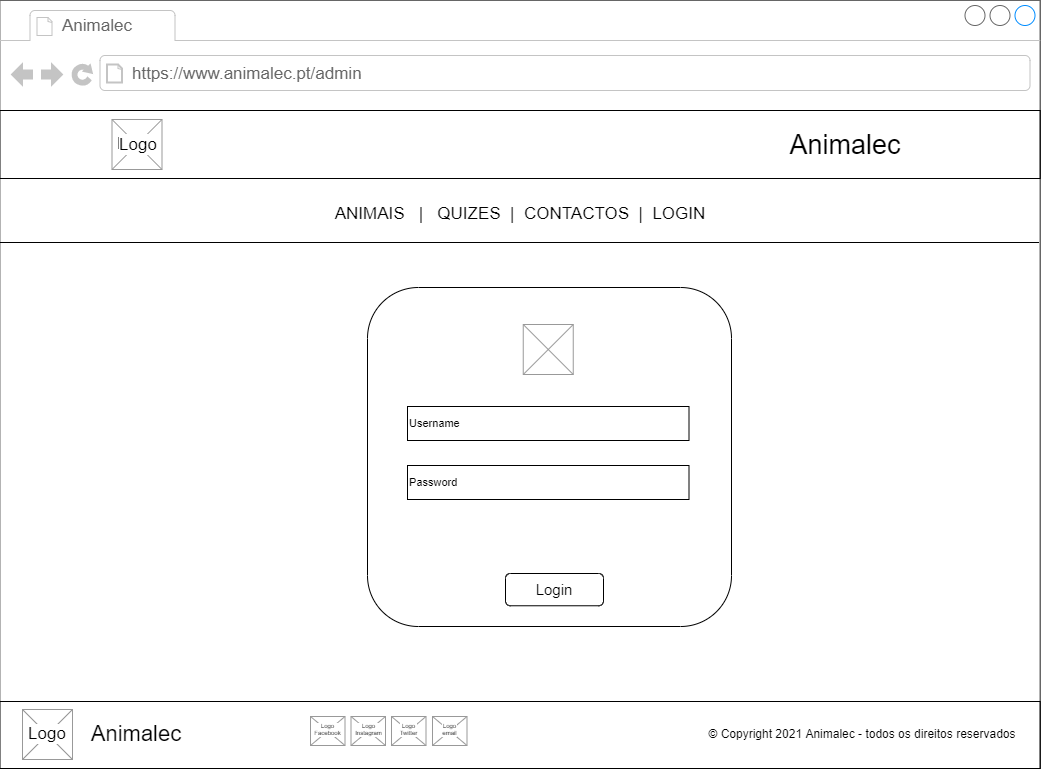 Animalec
https://www.animalec.pt/admin
Logo
Animalec
ANIMAIS | QUIZES | CONTACTOS | LOGIN
Username
Password
Login
Logo
Animalec
Logo
Facebook
Logo
Instagram
Logo
Twitter
Logo
email
© Copyright 2021 Animalec - todos os direitos reservados